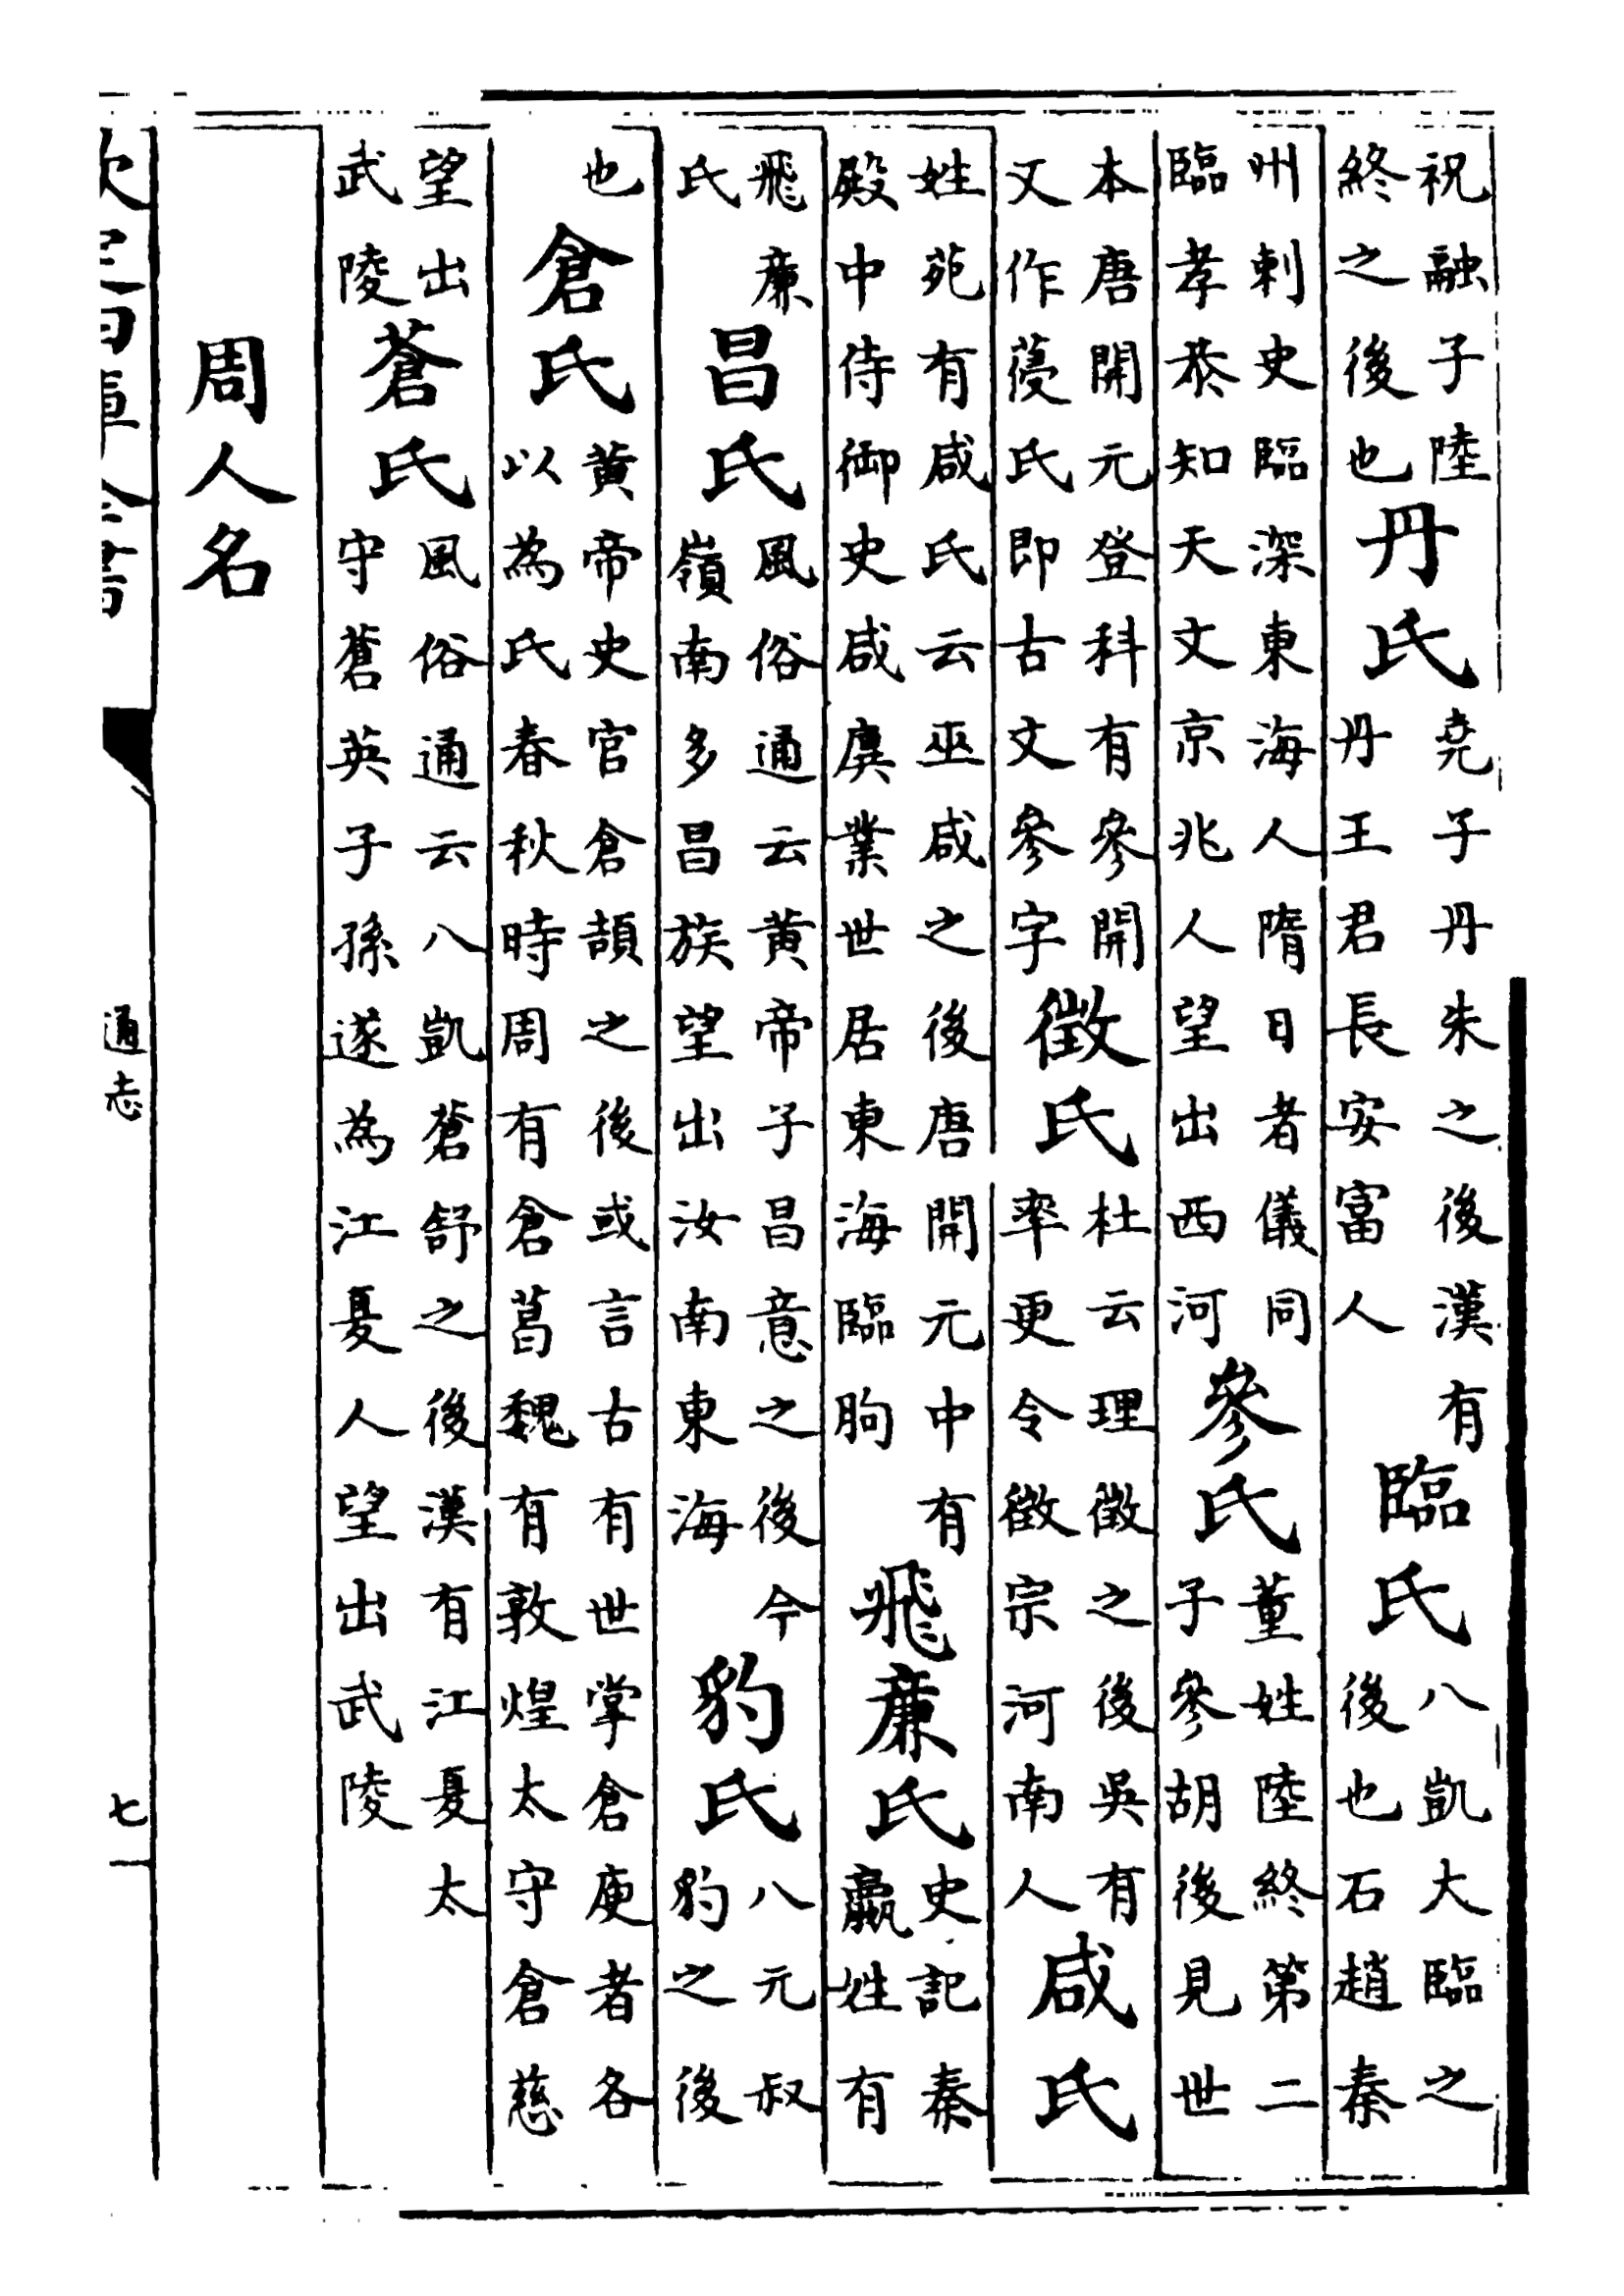 祝融子陸
終之後也
丹氏
堯子丹朱之後漢有
丹王君長安富人
臨氏
八凱大臨之
後也石趙秦
州刺史臨深東海人隋日者儀同
臨孝恭知天文京兆人望出西河
參氏
董姓陸終第二
子參胡後見世
本唐開元登科有參開
又作薓氏即古文參字
徵氏
杜云理徵之後吳有
率更令徵宗河南人
咸氏
姓苑有咸氏云巫咸之後唐開元中有
殿中侍御史咸廙業世居東海臨朐
飛廉氏
史記秦
嬴姓有
飛廉
氏
昌氏
風俗通云黄帝子昌意之後今
嶺南多昌族望出汝南東海
豹氏
八元叔
豹之後
也
倉氏
黄帝史官倉頡之後或言古有世掌倉庾者各
以為氏春秋時周有倉葛魏有敦煌太守倉慈
望出
武陵
蒼氏
風俗通云八凱蒼舒之後漢有江夏太
守蒼英子孫遂為江夏人望出武陵
周人名
欽定四庫全書
通志
七